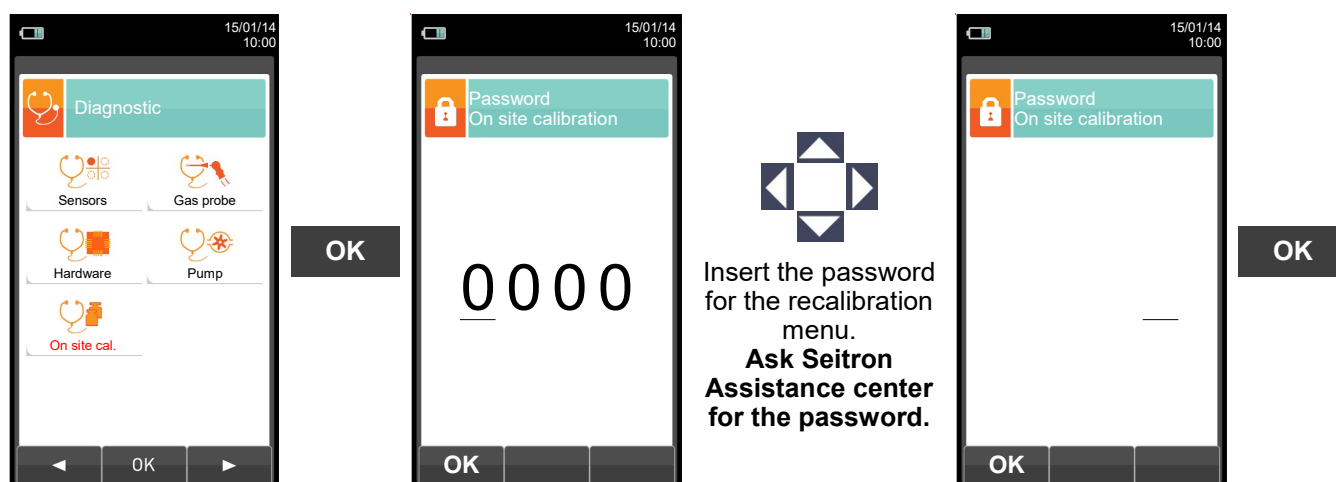 15/01/14
10:00
Diagnostic
Sensors
Gas probe
Hardware
Pump
On site cal.
OK
OK
15/01/14
10:00
Password
On site calibration
0000
OK
Insert the password
for the recalibration
menu.
Ask Seitron
Assistance center
for the password.
15/01/14
10:00
Password
On site calibration
OK
OK